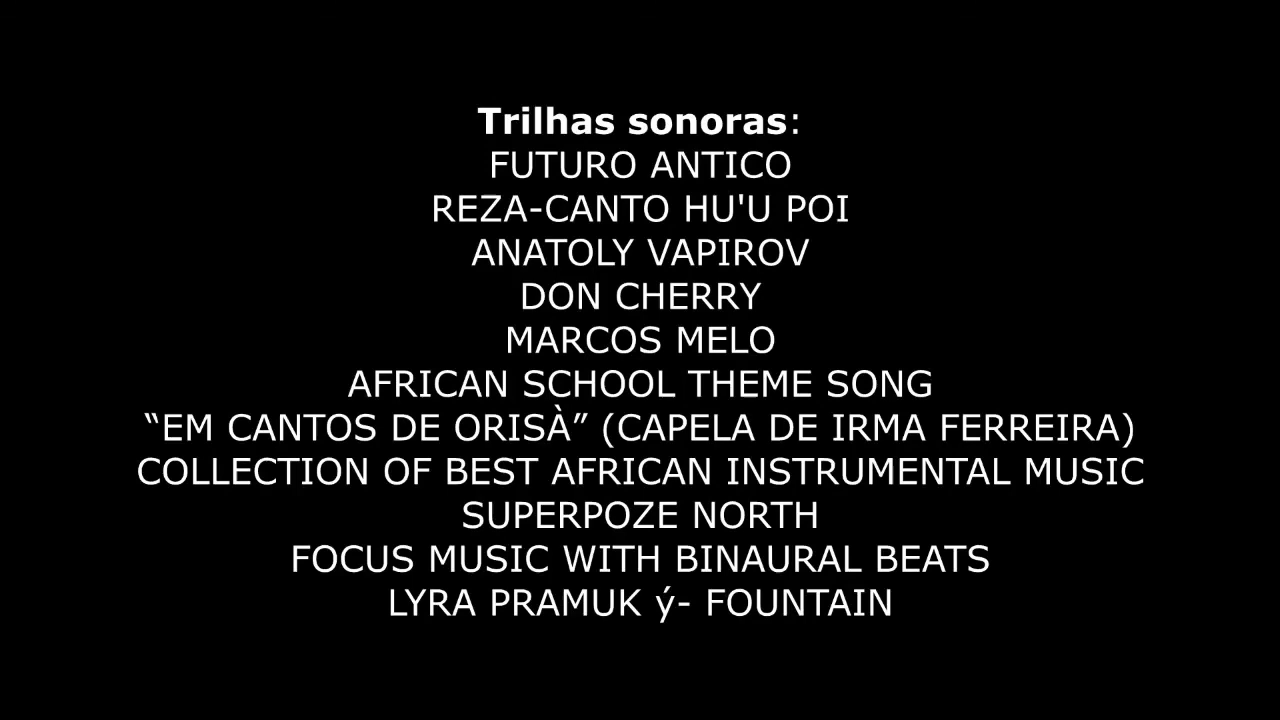 Trilhas sonoras:
FUTURO ANTICO
REZA-CANTO HU'U POI
ANATOLY VAPIROV
DON CHERRY
MARCOS MELO
AFRICAN SCHOOL THEME SONG
“EM CANTOS DE ORISÀ” (CAPELA DE IRMA FERREIRA)
COLLECTION OF BEST AFRICAN INSTRUMENTAL MUSIC
SUPERPOZE NORTH
FOCUS MUSIC WITH BINAURAL BEATS
LYRA PRAMUK ý- FOUNTAIN